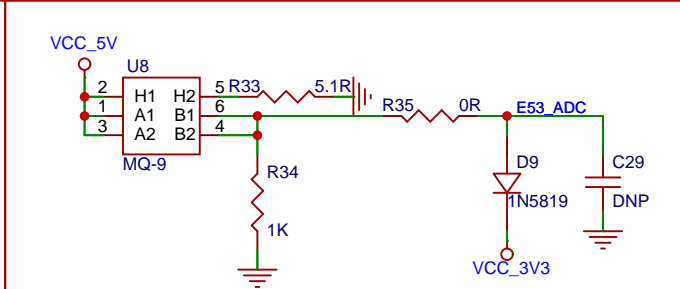 VCC_5V
U8
2 H1 H2 5 R33 5.1R
1 A1 B1 6 R35 0R E53_ADC
3 A2 B2 4
MQ-9
R34
1K
D9
1N5819
VCC_3V3
C29
DNP